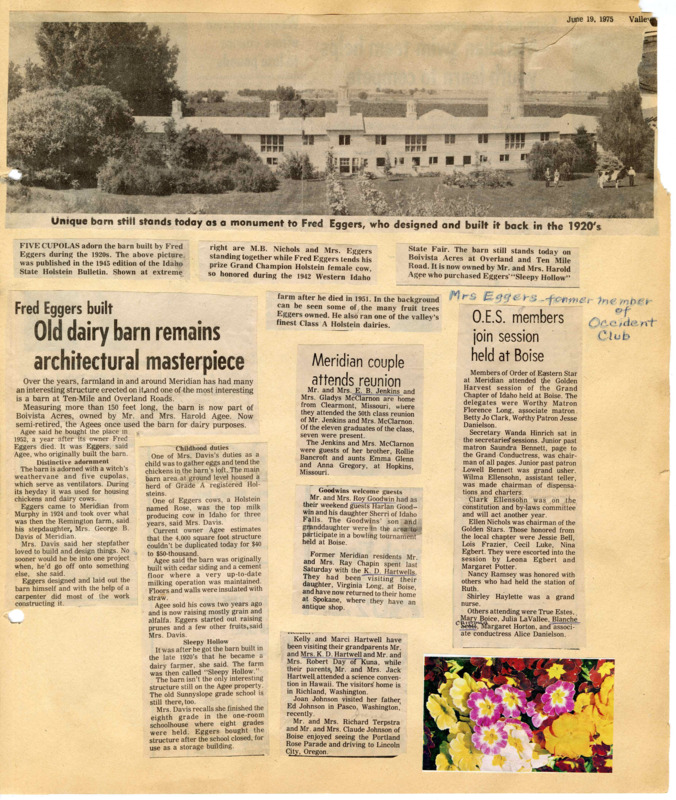 June 19, 1975 Valley
Unique barn still stands today as a monument to Fred Eggers, who designed and built it back in the 1920's
FIVE CUPOLAS adorn the barn built by Fred
Eggers during the 1920s. The above picture
was published in the 1945 edition of the Idaho
State Holstein Bulletin. Shown at extreme
right are M.B. Nichols and Mrs. Eggers
standing together while Fred Eggers tends his
prize Grand Champion Holstein female cow,
so honored during the 1942 Western Idaho
State Fair. The barn still stands today on
Boivista Acres at Overland and Ten Mile
Road. It is now owned by Mr. and Mrs. Harold
Agee who purchased Eggers' "Sleepy Hollow"
farm after he died in 1951. In the background
can be seen some of the many fruit trees
Eggers owned. He also ran one of the valley's
finest Class A Holstein dairies.
Mrs Eggers - former member
of
Occident
Club
Fred Eggers built
Old dairy barn remains
architectural masterpiece
Over the years, farmland in and around Meridian has had many
an interesting structure erected on it, and one of the most interesting
is a barn at Ten-Mile and Overland Roads.
Measuring more than 150 feet long, the barn is now part of
Boivista Acres, owned by Mr. and Mrs. Harold Agee. Now
semi-retired, the Agees once used the barn for dairy purposes.
Agee said he bought the place in
1952, a year after its owner Fred
Eggers died. It was Eggers, said
Agee, who originally built the barn.
Distinctive adornment
The barn is adorned with a witch's
weathervane and five cupolas,
which serve as ventilators. During
its heyday it was used for housing
chickens and dairy cows.
Eggers came to Meridian from
Murphy in 1924 and took over what
was then the Remington farm, said
his stepdaughter, Mrs. George B.
Davis of Meridian.
Mrs. Davis said her stepfather
loved to build and design things. No
sooner would he be into one project
when, he'd go off onto something
else, she said.
Eggers designed and laid out the
barn himself and with the help of a
carpenter did most of the work
constructing it.
Childhood duties
One of Mrs. Davis's duties as a
child was to gather eggs and tend the
chickens in the barn's loft. The main
barn area at ground level housed a
herd of Grade A registered Hol-
steins.
One of Eggers cows, a Holstein
named Rose, was the top milk
producing cow in Idaho for three
years, said Mrs. Davis.
Current owner Agee estimates
that the 4,000 square foot structure
couldn't be duplicated today for $40
to $50-thousand.
Agee said the barn was originally
built with cedar siding and a cement
floor where a very up-to-date
milking operation was maintained.
Floors and walls were insulated with
straw.
Agee sold his cows two years ago
and is now raising mostly grain and
alfalfa. Eggers started out raising
prunes and a few other fruits, said
Mrs. Davis.
Sleepy Hollow
It was after he got the barn built in
the late 1920's that he became a
dairy farmer, she said. The farm
was then called "Sleepy Hollow."
The barn isn't the only interesting
structure still on the Agee property.
The old Sunnyslope grade school is
still there, too.
Mrs. Davis recalls she finished the
eighth grade in the one-room
schoolhouse where eight grades
were held. Eggers bought the
structure after the school closed, for
use as a storage building.
Meridian couple
attends reunion
Mr. and Mrs. E. B. Jenkins and
Mrs. Gladys McClarnon are home
from Clearmont, Missouri, where
they attended the 50th class reunion
of Mr. Jenkins and Mrs. McClarnon.
Of the eleven graduates of the class,
seven were present.
The Jenkins and Mrs. McClarnon
were guests of her brother, Rollie
Hancroft and aunts Emma Glenn
and Anna Gregory, at Hopkins,
Missouri.
Goodwins welcome guests
Mr. and Mrs. Roy Goodwin had as
their weekend guests Harlan Good-
win and his daughter Sherri of Idaho
Falls. The Goodwins' son and
granddaughter were in the area to
participate in a bowling tournament
held at Boise.
Former Meridian residents Mr.
and Mrs. Ray Chapin spent last
Saturday with the K. D. Hartwells.
They had been visiting their
daughter, Virginia Long, at Boise,
and have now returned to their home
at Spokane, where they have an
antique shop.
Kelly and Marci Hartwell have
been visiting their grandparents Mr.
and Mrs. K. D. Hartwell and Mr. and
Mrs. Robert Day of Kuna, while
their parents, Mr. and Mrs. Jack
Hartwell, attended a science conven-
tion in Hawaii. The visitors' home is
in Richland, Washington.
Joan Johnson visited her father,
Ed Johnson in Pasco, Washington,
recently.
Mr. and Mrs. Richard Terpstra
and Mr. and Mrs. Claude Johnson of
Boise enjoyed seeing the Portland
Rose Parade and driving to Lincoln
City, Oregon.
O.E.S. members
join session
held at Boise
Members of Order of Eastern Star
at Meridian attended the Golden
Harvest session of the Grand
Chapter of Idaho held at Boise. The
delegates were Worthy Matron
Florence Long, associate matron
Betty Jo Clark, Worthy Patron Jesse
Danielson.
Secretary Wanda Hinrich sat in
the secretaries' sessions. Junior past
matron Saundra Bennett, page to
the Grand Conductress, was chair-
man of all pages. Junior past patron
Lowell Bennett was grand usher.
Wilma Ellensohn, assistant teller,
was made chairman of dispensa-
tions and charters.
Clark Ellensohn was on the
constitution and by-laws committee
and will act another year.
Ellen Nichols was chairman of the
Golden Stars. Those honored from
the local chapter were Jessie Bell,
Lois Frazier, Cecil Luke, Nina
Egbert. They were escorted into the
session by Leona Egbert and
Margaret Potter.
Nancy Ramsey was honored with
others who had held the station of
Ruth.
Shirley Haylette was a grand
nurse.
Others attending were True Estes,
Mary Boice, Julia LaVallee, Blanche
Margaret Horton, and associ-
ate conductress Alice Danielson.